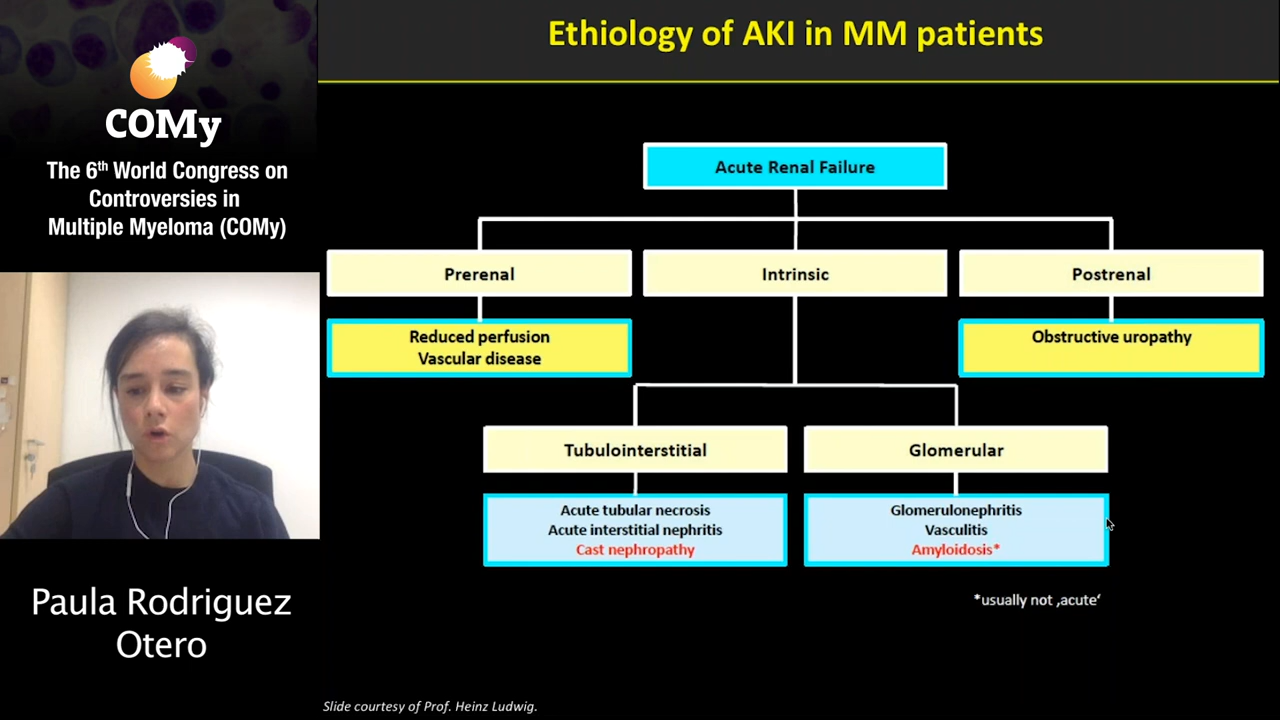 COMy
The 6th World Congress on
Controversies in
Multiple Myeloma (COMy)
Paula Rodriguez
Otero
Ethiology of AKI in MM patients
Acute Renal Failure
Prerenal
Intrinsic
Postrenal
Reduced perfusion
Vascular disease
Obstructive uropathy
Tubulointerstitial
Glomerular
Acute tubular necrosis
Acute interstitial nephritis
Cast nephropathy
Glomerulonephritis
Vasculitis
Amyloidosis*
*usually not ‚acute‘
Slide courtesy of Prof. Heinz Ludwig.